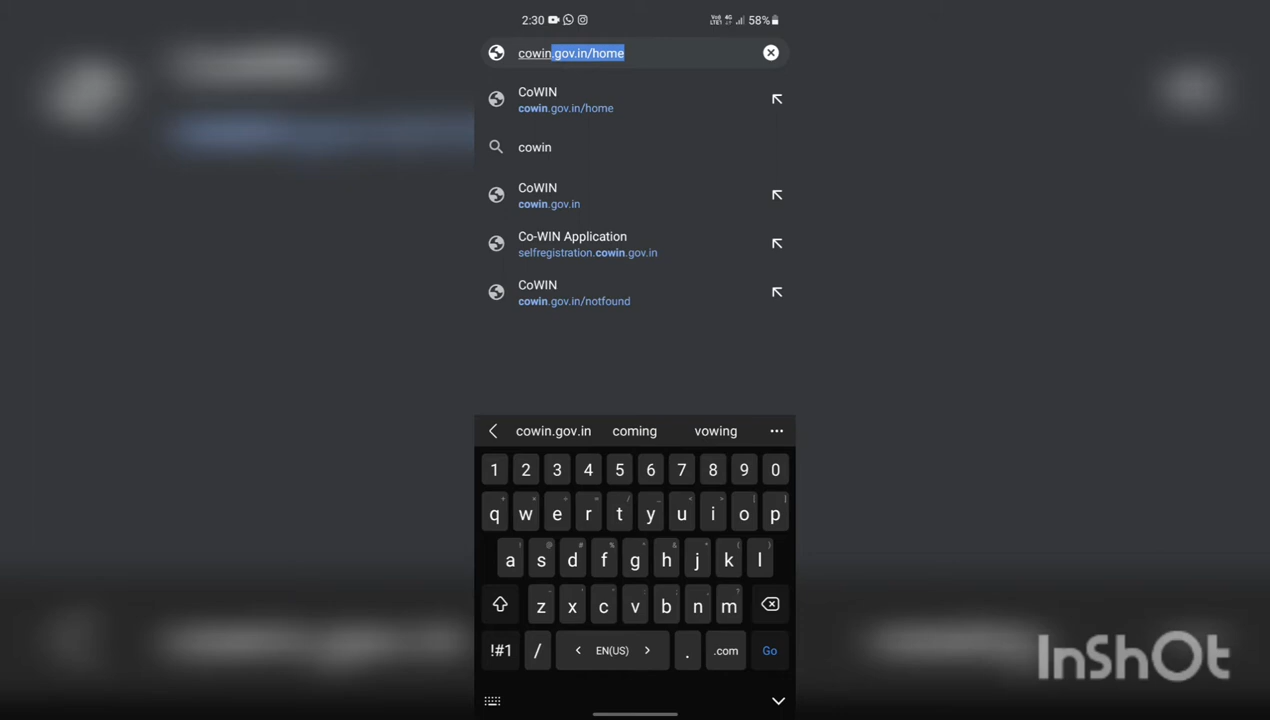 2:30 58%
cowin.gov.in/home
CoWIN
cowin.gov.in/home
cowin
CoWIN
cowin.gov.in
Co-WIN Application
selfregistration.cowin.gov.in
CoWIN
cowin.gov.in/notfound
cowin.gov.in coming vowing
1 2 3 4 5 6 7 8 9 0
q w e r t y u i o p
a s d f g h j k l
z x c v b n m
!#1 / < EN(US) > . .com Go
InShOt